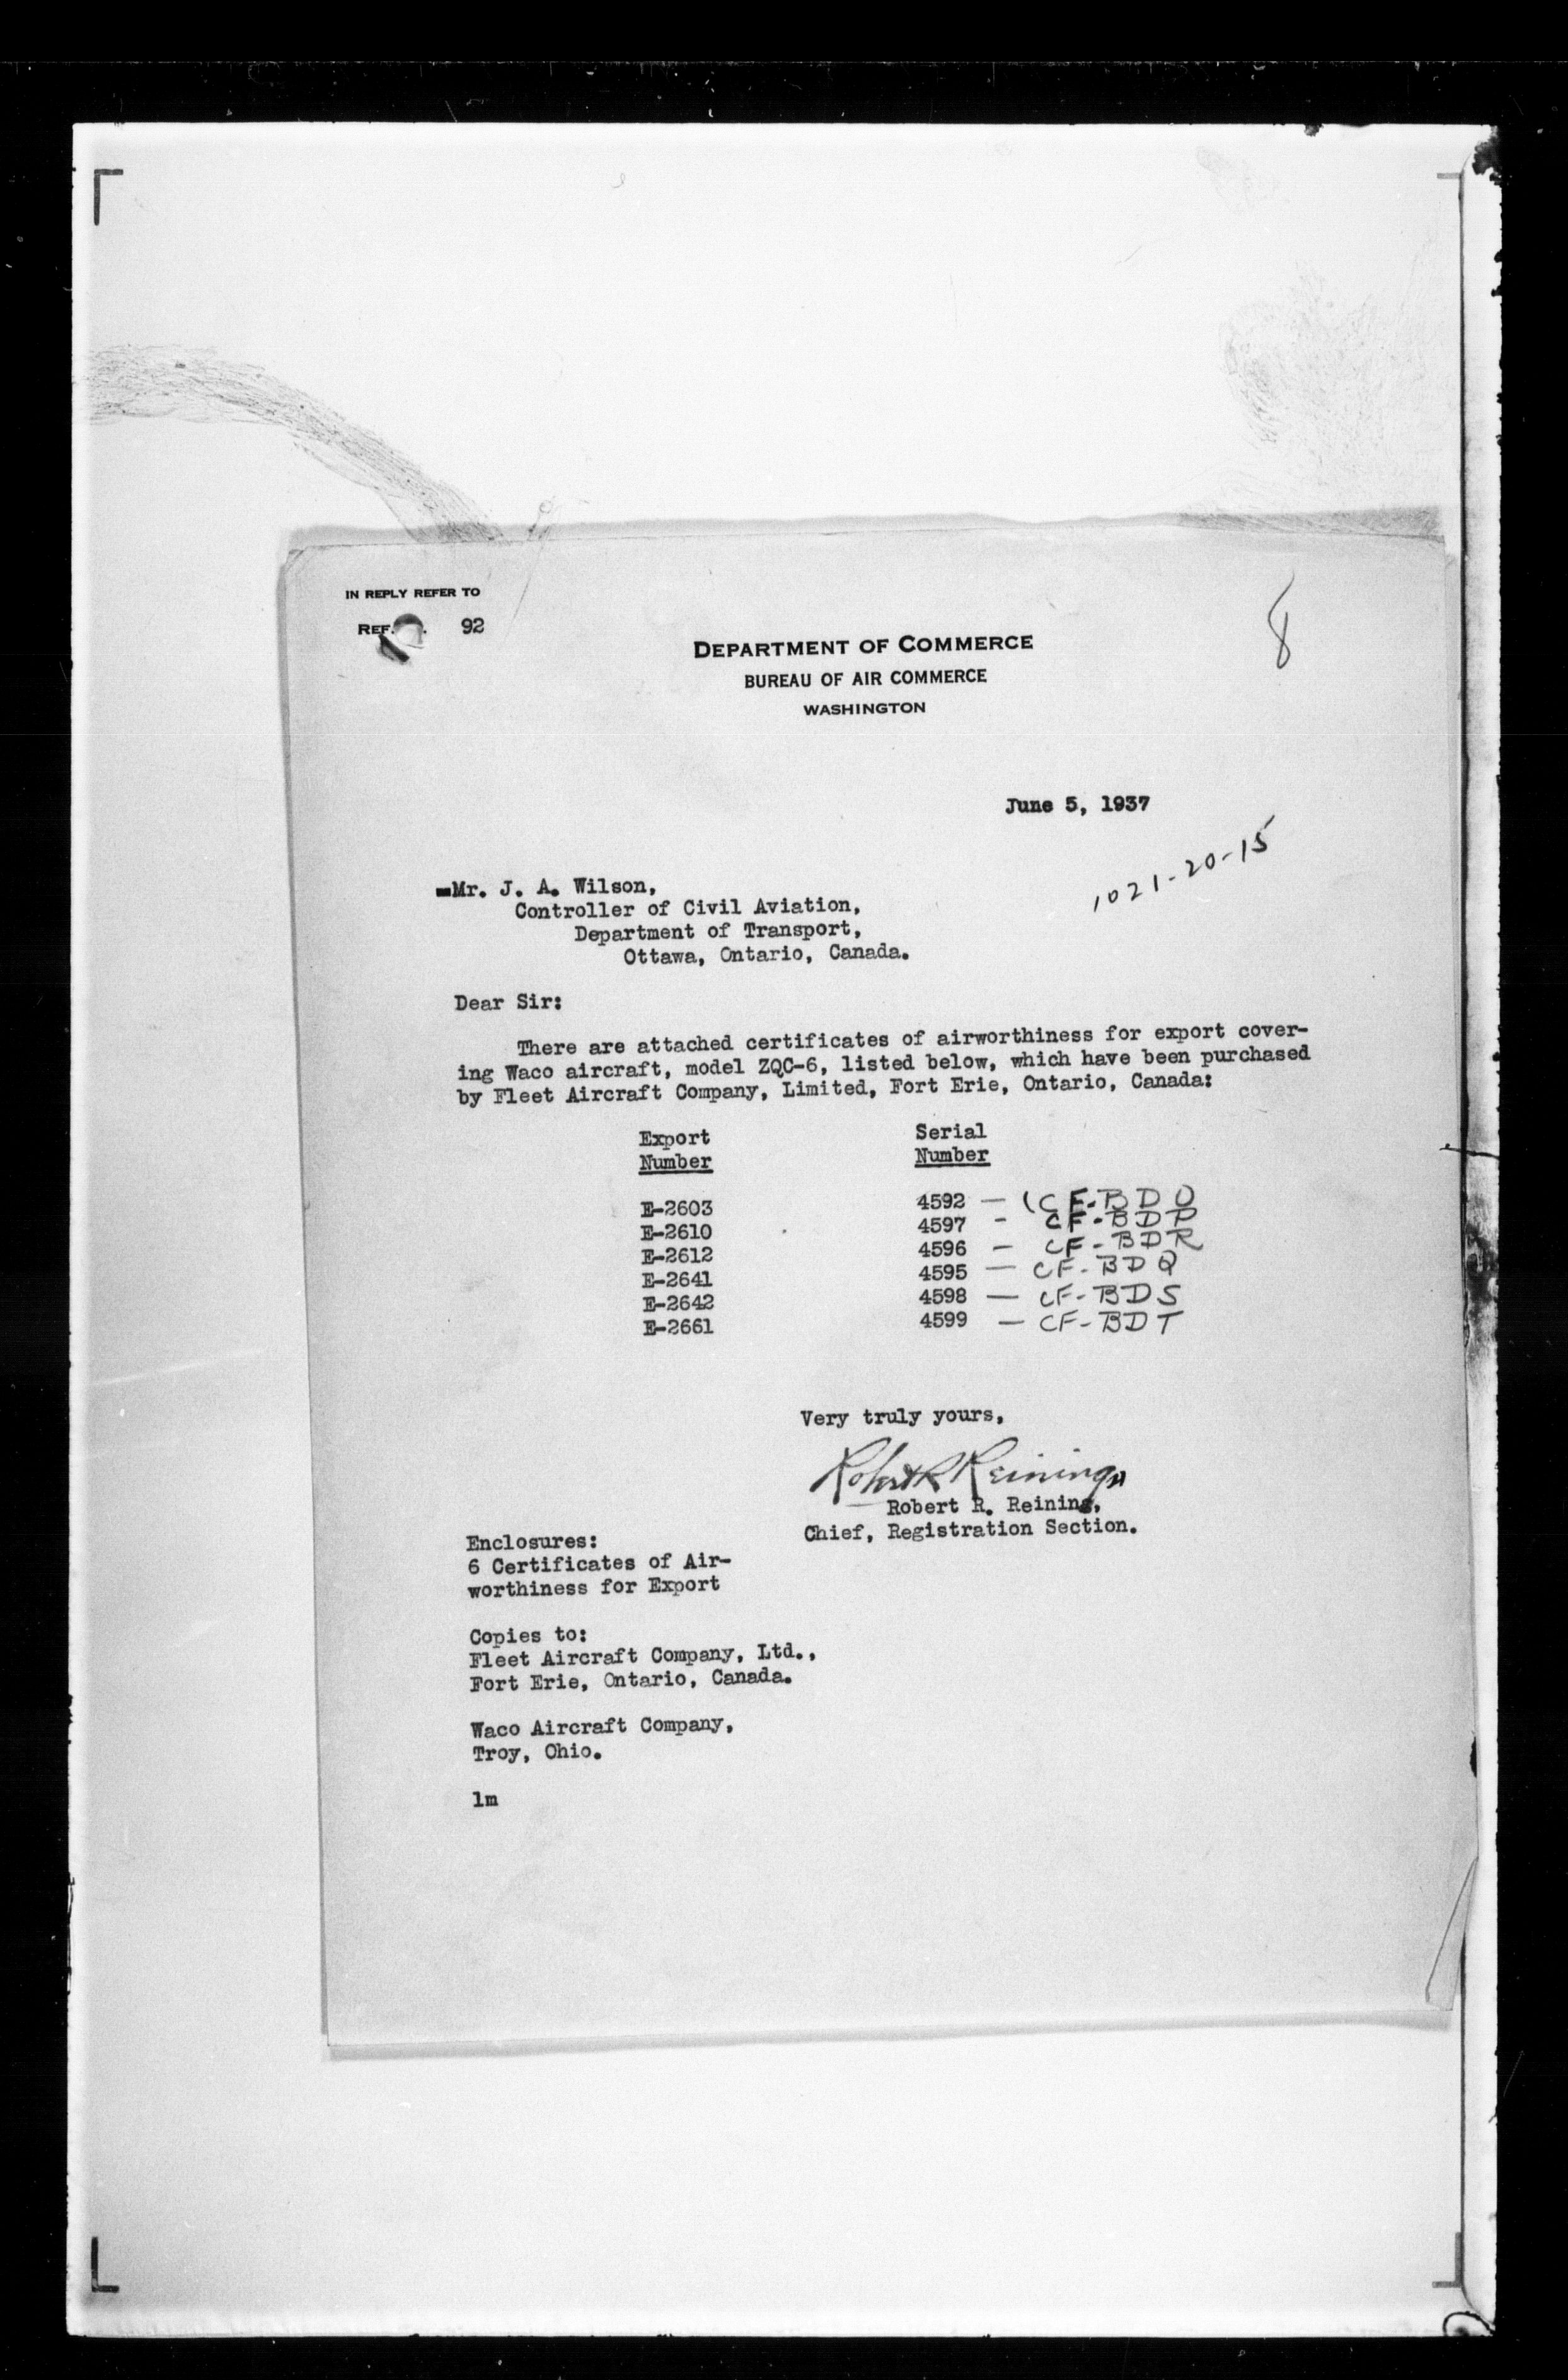 IN REPLY REFER TO
REF. 92
8
DEPARTMENT OF COMMERCE
BUREAU OF AIR COMMERCE
WASHINGTON
June 5, 1937
1021-20-15
Mr. J. A. Wilson,
Controller of Civil Aviation,
Department of Transport,
Ottawa, Ontario, Canada.
Dear Sir:
There are attached certificates of airworthiness for export cover-
ing Waco aircraft, model ZQC-6, listed below, which have been purchased
by Fleet Aircraft Company, Limited, Fort Erie, Ontario, Canada:
Export Serial
Number Number
E-2603 4592 — (CF-BDO
E-2610 4597 - CF-BDP
E-2612 4596 — CF-BDR
E-2641 4595 — CF-BDQ
E-2642 4598 — CF-BDS
E-2661 4599 — CF-BDT
Very truly yours,
Robert R Reining
Robert R. Reining,
Chief, Registration Section.
Enclosures:
6 Certificates of Air-
worthiness for Export
Copies to:
Fleet Aircraft Company, Ltd.,
Fort Erie, Ontario, Canada.
Waco Aircraft Company,
Troy, Ohio.
lm